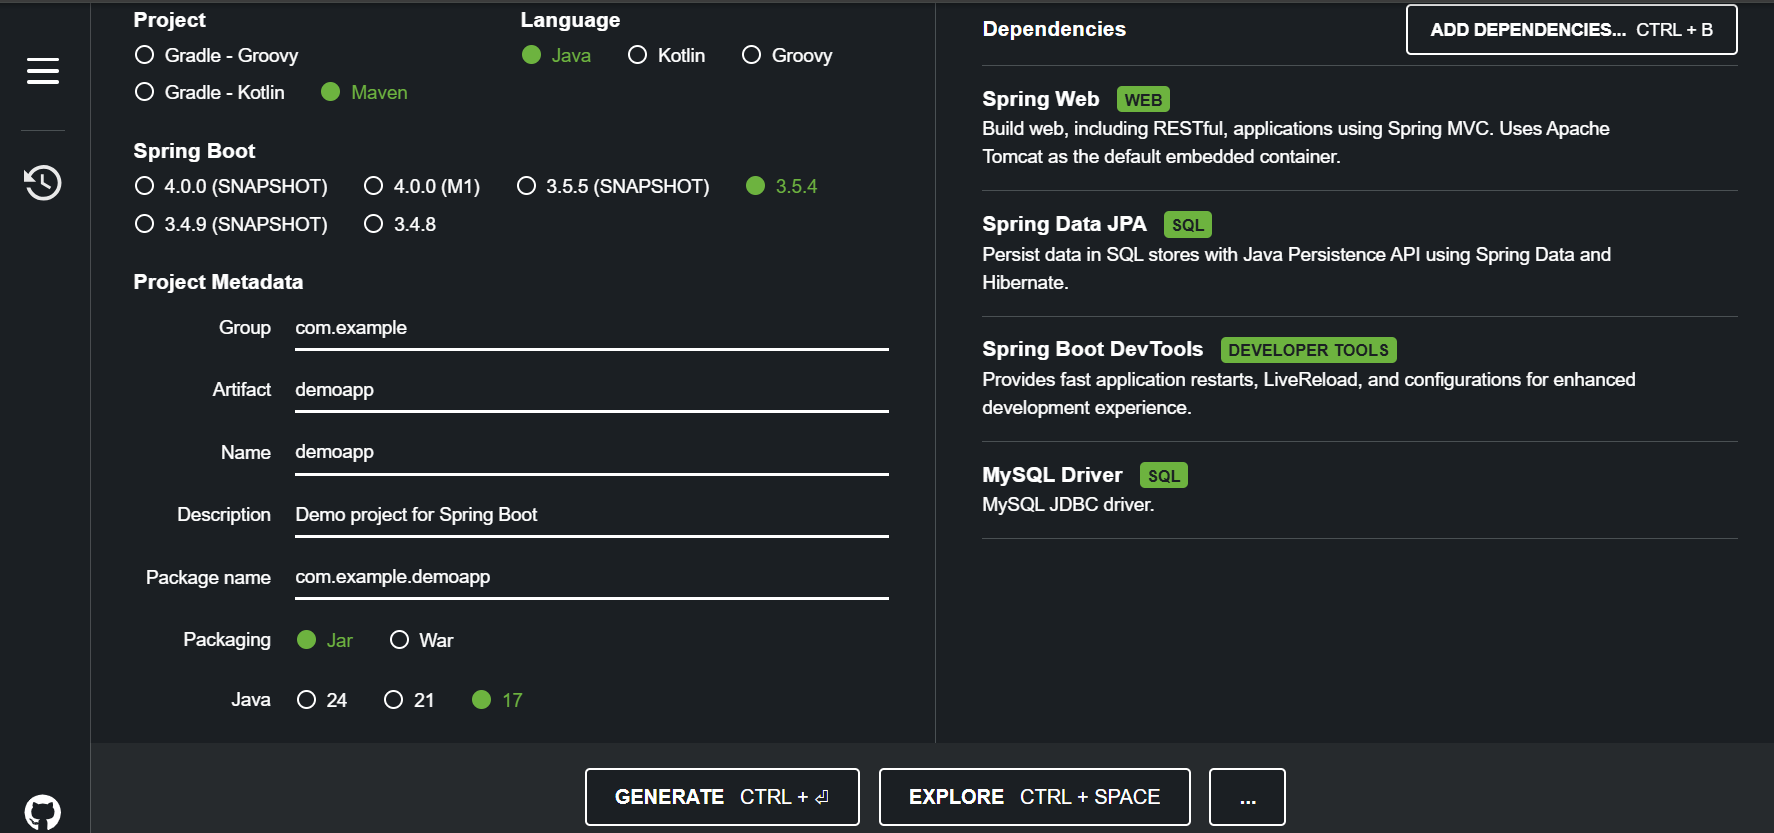 Project
Gradle - Groovy
Gradle - Kotlin Maven
Language
Java Kotlin Groovy
Spring Boot
4.0.0 (SNAPSHOT) 4.0.0 (M1) 3.5.5 (SNAPSHOT) 3.5.4
3.4.9 (SNAPSHOT) 3.4.8
Project Metadata
Group com.example
Artifact demoapp
Name demoapp
Description Demo project for Spring Boot
Package name com.example.demoapp
Packaging Jar War
Java 24 21 17
Dependencies ADD DEPENDENCIES... CTRL + B
Spring Web WEB
Build web, including RESTful, applications using Spring MVC. Uses Apache
Tomcat as the default embedded container.
Spring Data JPA SQL
Persist data in SQL stores with Java Persistence API using Spring Data and
Hibernate.
Spring Boot DevTools DEVELOPER TOOLS
Provides fast application restarts, LiveReload, and configurations for enhanced
development experience.
MySQL Driver SQL
MySQL JDBC driver.
GENERATE CTRL + ⏎ EXPLORE CTRL + SPACE ...